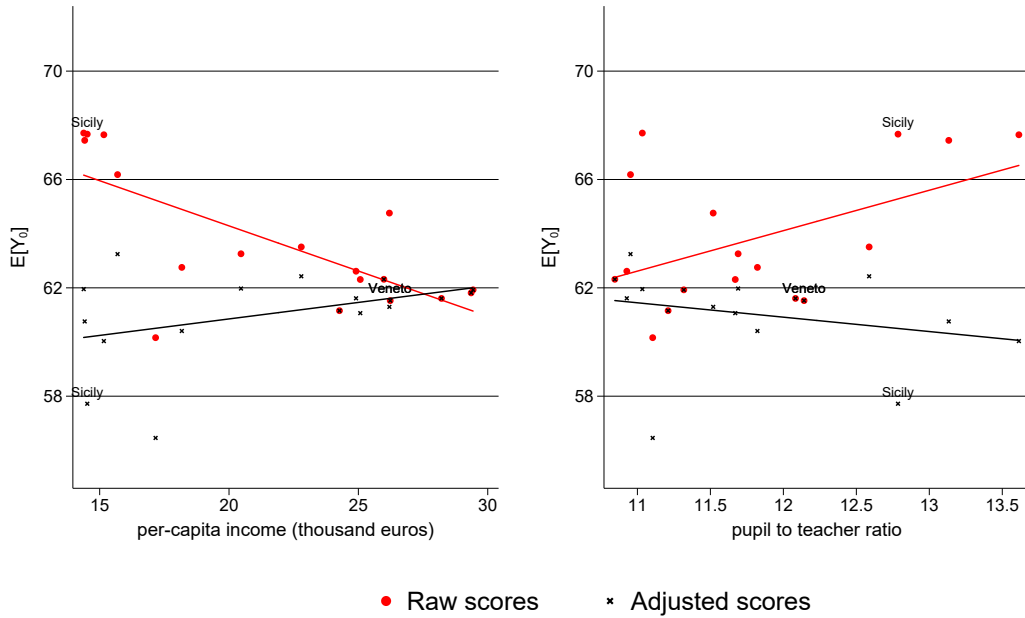 E[Y₀]
70
66
62
58
Sicily
Veneto
Sicily
15
20
25
30
per-capita income (thousand euros)
E[Y₀]
70
66
62
58
Sicily
Veneto
Sicily
11
11.5
12
12.5
13
13.5
pupil to teacher ratio
Raw scores
Adjusted scores